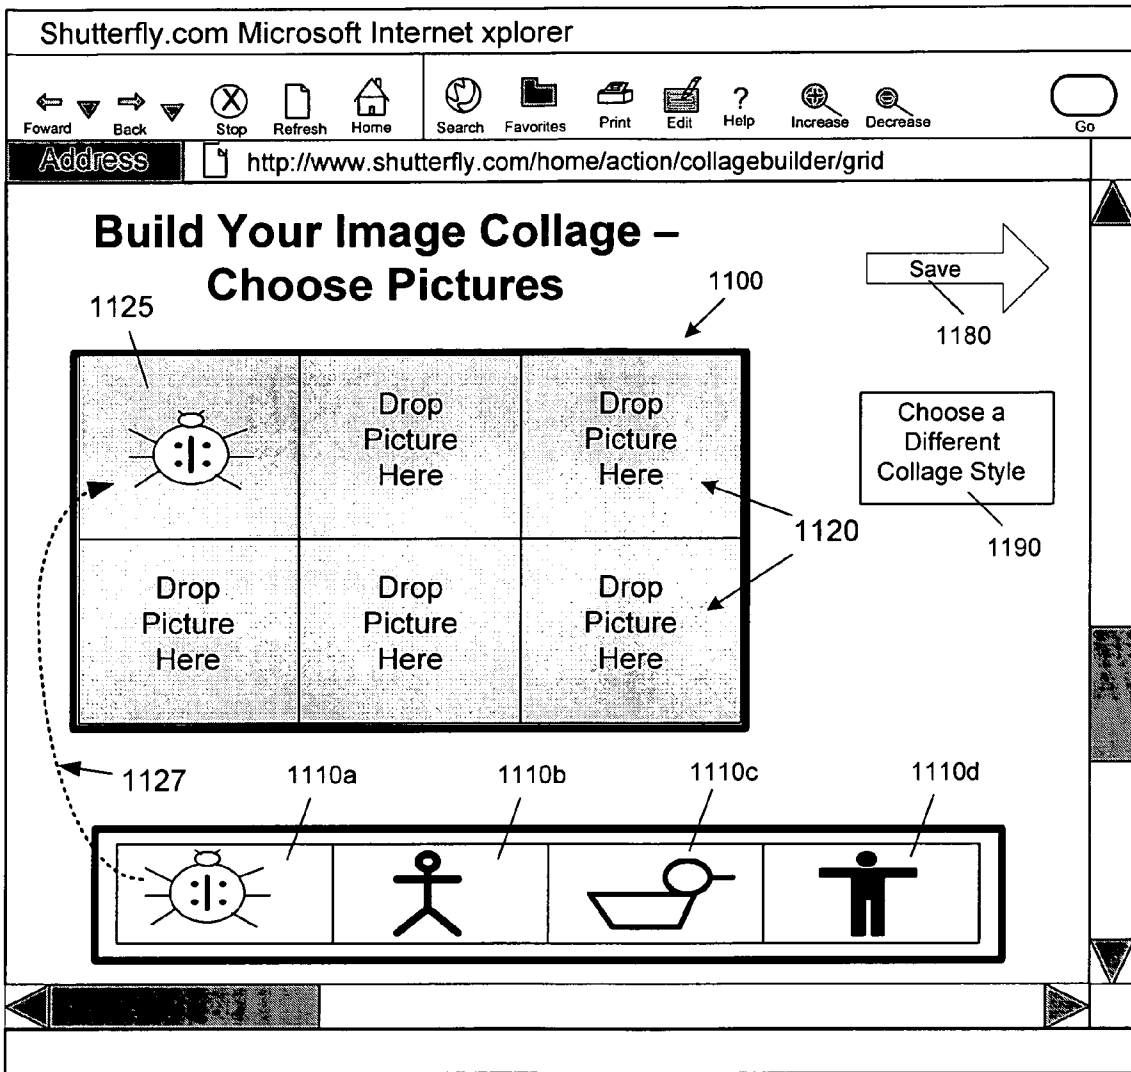 Shutterfly.com Microsoft Internet xplorer
Foward
Back
Stop
Refresh
Home
Search
Favorites
Print
Edit
?
Help
Increase
Decrease
Go
Address
http://www.shutterfly.com/home/action/collagebuilder/grid
Build Your Image Collage –
Choose Pictures
Save
1180
1100
1125
Drop
Picture
Here
Drop
Picture
Here
Choose a
Different
Collage Style
1190
1120
Drop
Picture
Here
Drop
Picture
Here
Drop
Picture
Here
1127
1110a
1110b
1110c
1110d